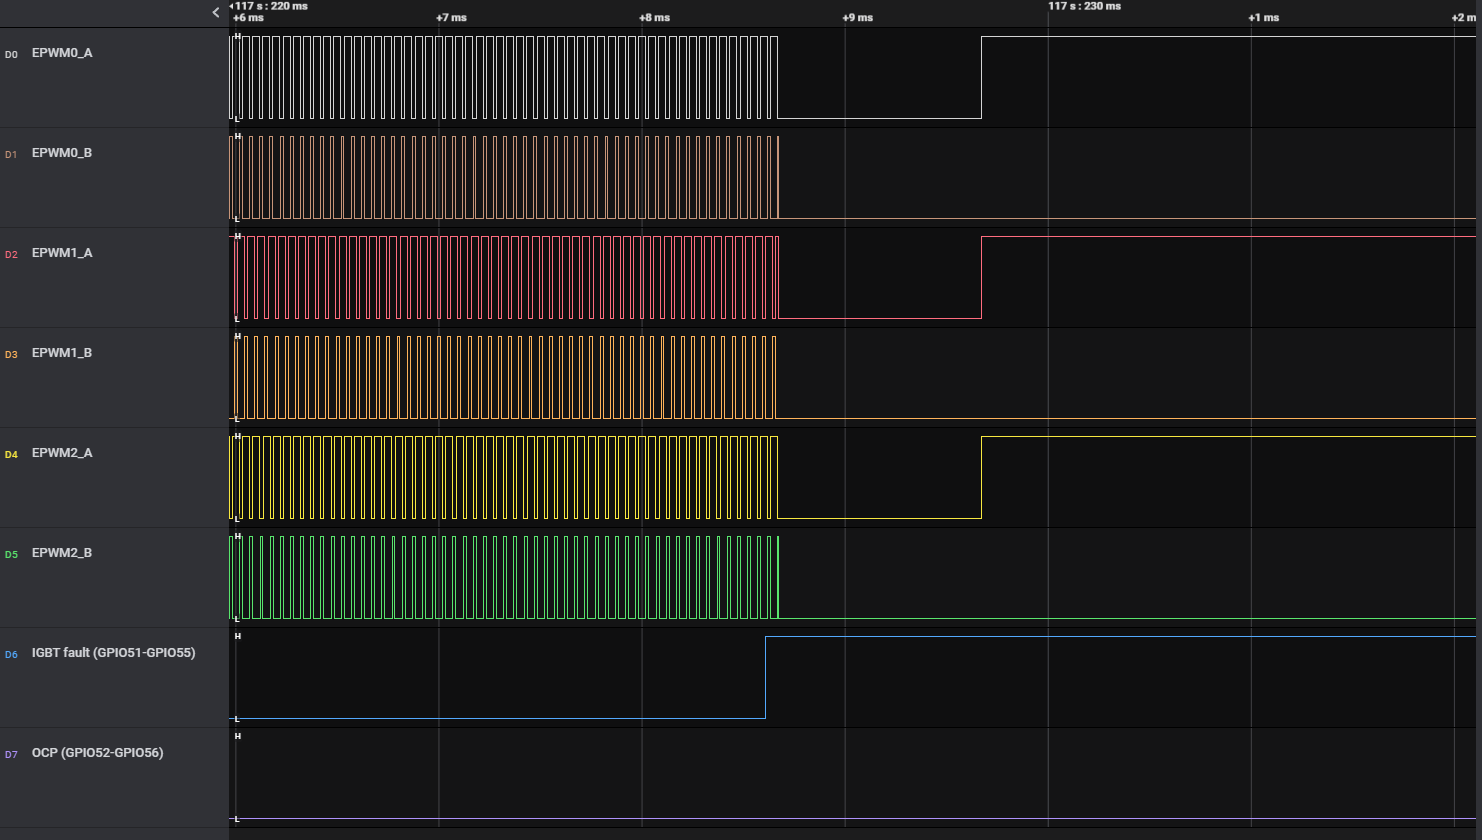 117 s : 220 ms
117 s : 230 ms
+6 ms +7 ms +8 ms +9 ms +1 ms +2 m
D0 EPWM0_A
H
L
D1 EPWM0_B
H
L
D2 EPWM1_A
H
L
D3 EPWM1_B
H
L
D4 EPWM2_A
H
L
D5 EPWM2_B
H
L
D6 IGBT fault (GPIO51-GPIO55)
H
L
D7 OCP (GPIO52-GPIO56)
H
L